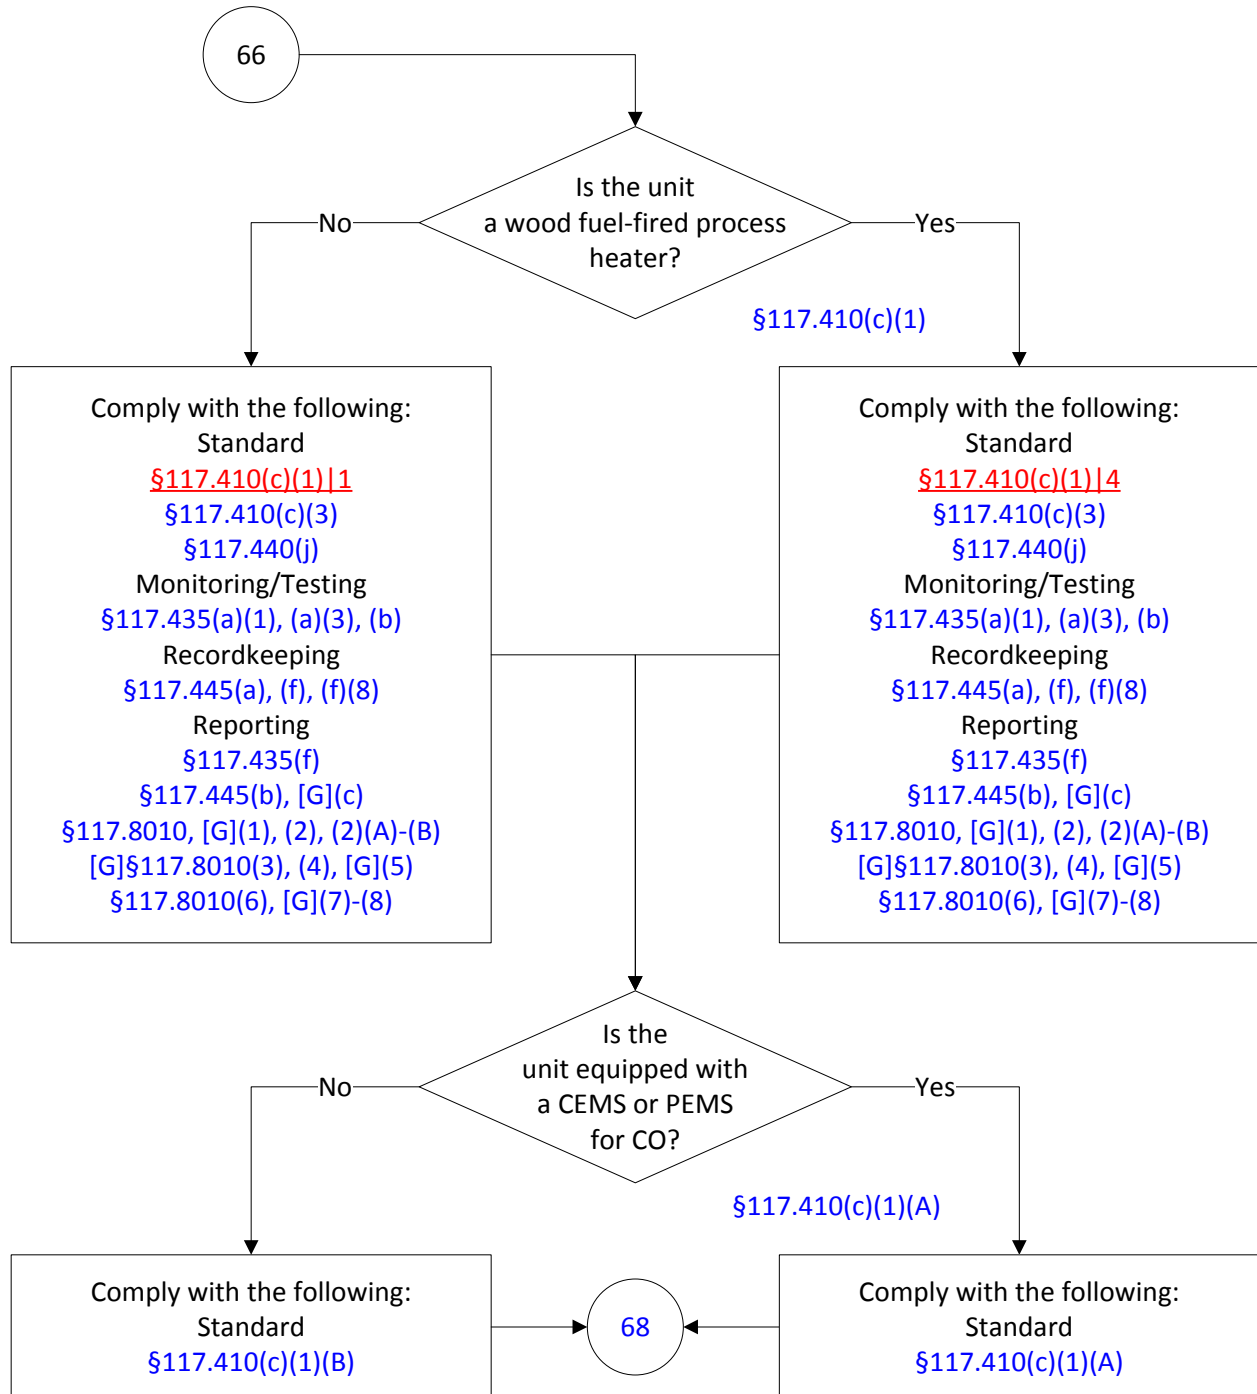 66
Is the unit
a wood fuel-fired process
heater?
No
Yes
§117.410(c)(1)
Comply with the following:
Standard
§117.410(c)(1)|1
§117.410(c)(3)
§117.440(j)
Monitoring/Testing
§117.435(a)(1), (a)(3), (b)
Recordkeeping
§117.445(a), (f), (f)(8)
Reporting
§117.435(f)
§117.445(b), [G](c)
§117.8010, [G](1), (2), (2)(A)-(B)
[G]§117.8010(3), (4), [G](5)
§117.8010(6), [G](7)-(8)
Comply with the following:
Standard
§117.410(c)(1)|4
§117.410(c)(3)
§117.440(j)
Monitoring/Testing
§117.435(a)(1), (a)(3), (b)
Recordkeeping
§117.445(a), (f), (f)(8)
Reporting
§117.435(f)
§117.445(b), [G](c)
§117.8010, [G](1), (2), (2)(A)-(B)
[G]§117.8010(3), (4), [G](5)
§117.8010(6), [G](7)-(8)
Is the
unit equipped with
a CEMS or PEMS
for CO?
No
Yes
§117.410(c)(1)(A)
Comply with the following:
Standard
§117.410(c)(1)(B)
68
Comply with the following:
Standard
§117.410(c)(1)(A)